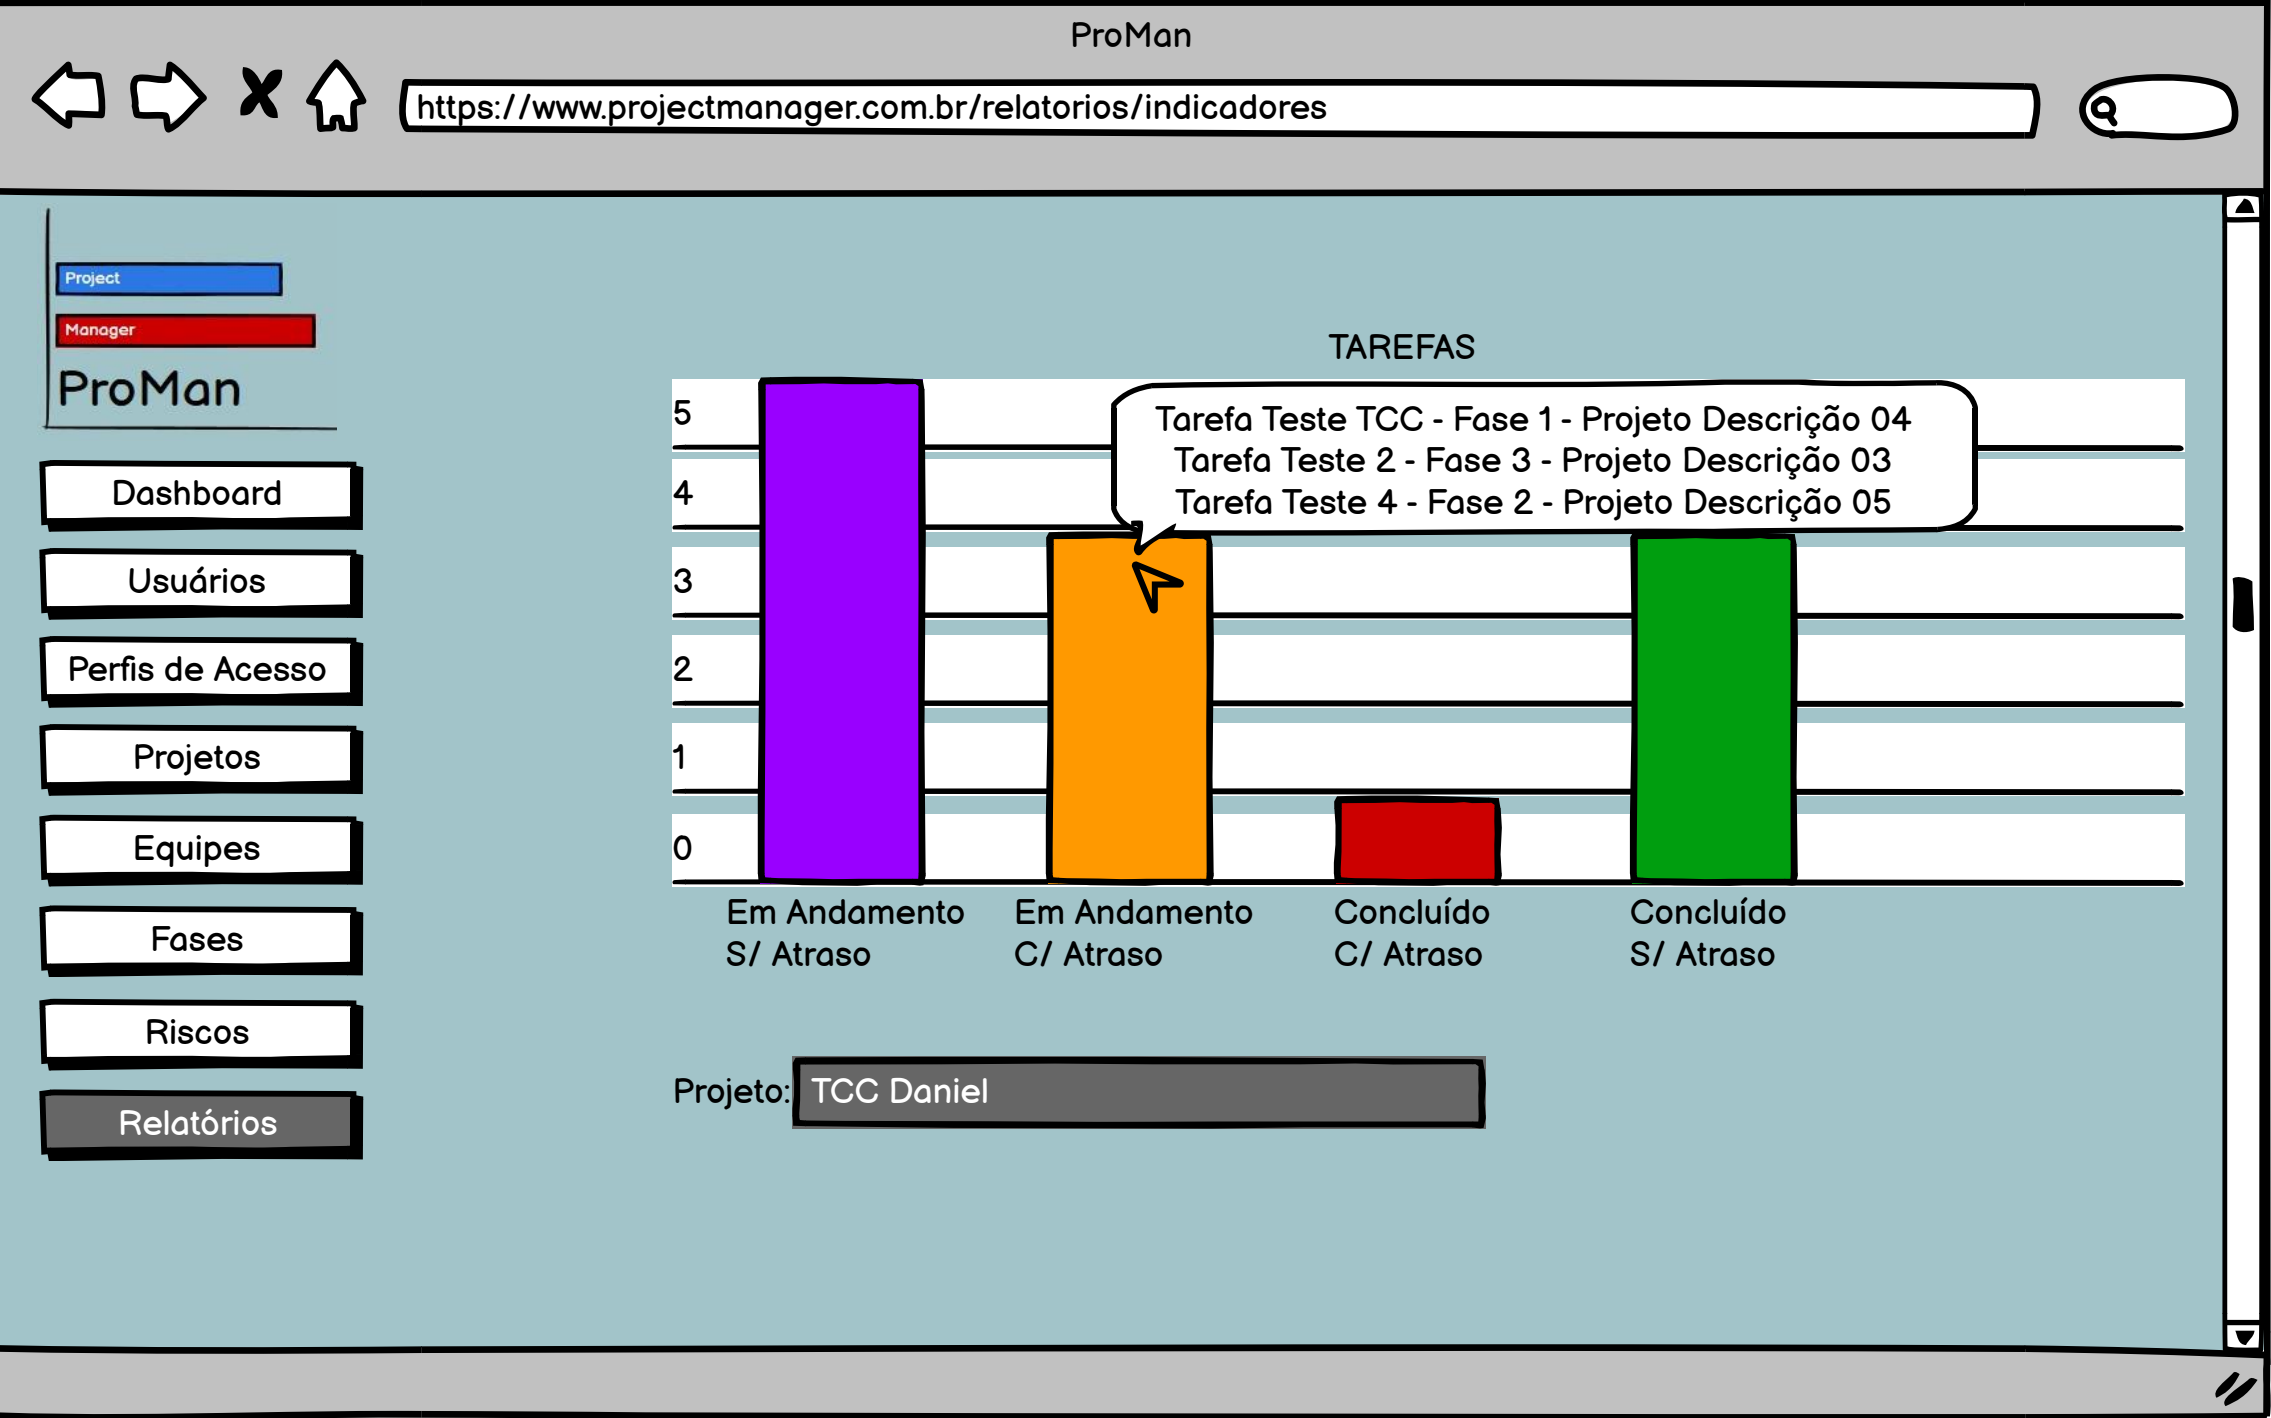 ProMan
https://www.projectmanager.com.br/relatorios/indicadores
Project
Manager
ProMan
Dashboard
Usuários
Perfis de Acesso
Projetos
Equipes
Fases
Riscos
Relatórios
TAREFAS
5
4
3
2
1
0
Tarefa Teste TCC - Fase 1 - Projeto Descrição 04
Tarefa Teste 2 - Fase 3 - Projeto Descrição 03
Tarefa Teste 4 - Fase 2 - Projeto Descrição 05
Em Andamento
S/ Atraso
Em Andamento
C/ Atraso
Concluído
C/ Atraso
Concluído
S/ Atraso
Projeto: TCC Daniel